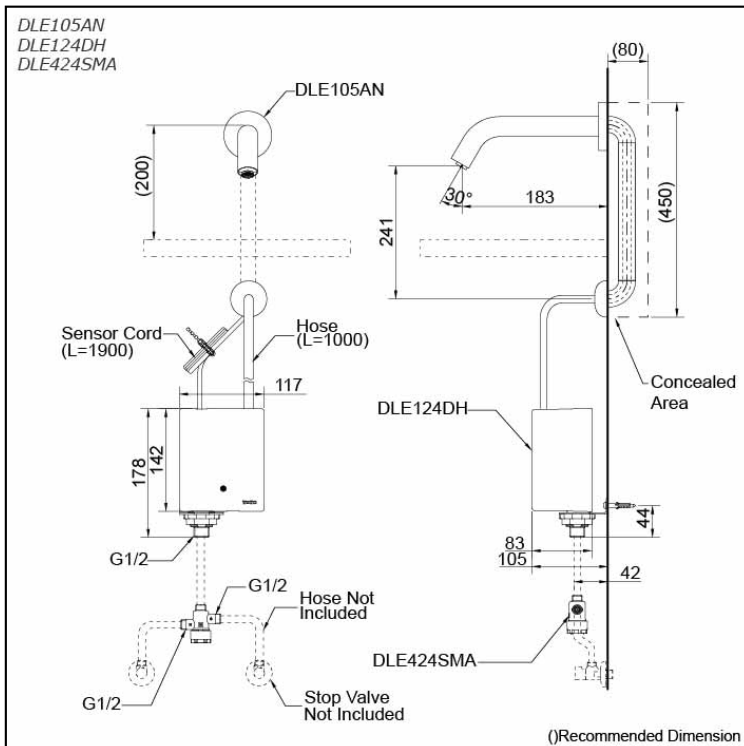 DLE105AN
DLE124DH
DLE424SMA
(80)
DLE105AN
(200)
30°
183
241
(450)
Sensor Cord
(L=1900)
Hose
(L=1000)
117
Concealed
Area
DLE124DH
178
142
44
G1/2
83
105
42
G1/2
Hose Not
Included
DLE424SMA
G1/2
Stop Valve
Not Included
()Recommended Dimension